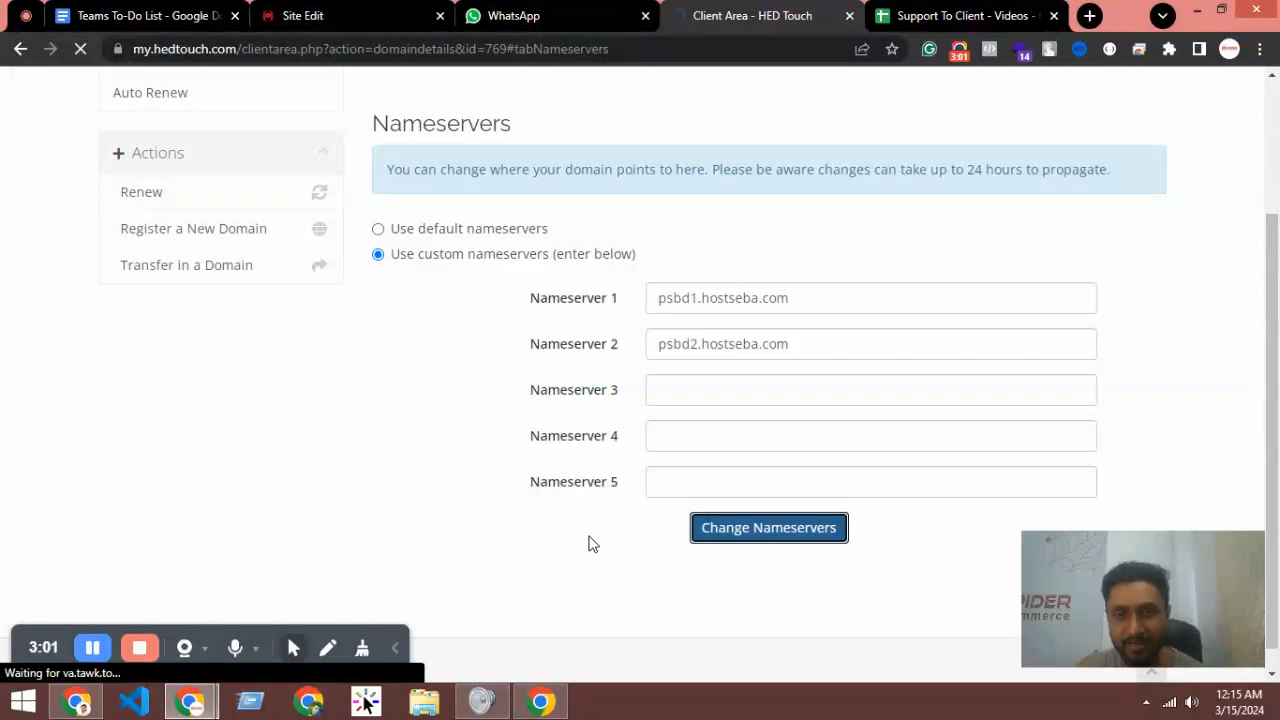 Teams To-Do List - Google D
Site Edit
WhatsApp
Client Area - HED Touch
Support To Client - Videos -
my.hedtouch.com/clientarea.php?action=domaindetails&id=769#tabNameservers
3:01
14
Auto Renew
Actions
Renew
Register a New Domain
Transfer in a Domain
Nameservers
You can change where your domain points to here. Please be aware changes can take up to 24 hours to propagate.
Use default nameservers
Use custom nameservers (enter below)
Nameserver 1 psbd1.hostseba.com
Nameserver 2 psbd2.hostseba.com
Nameserver 3
Nameserver 4
Nameserver 5
Change Nameservers
PIDER
mmerce
3:01
Waiting for va.tawk.to...
12:15 AM
3/15/2024